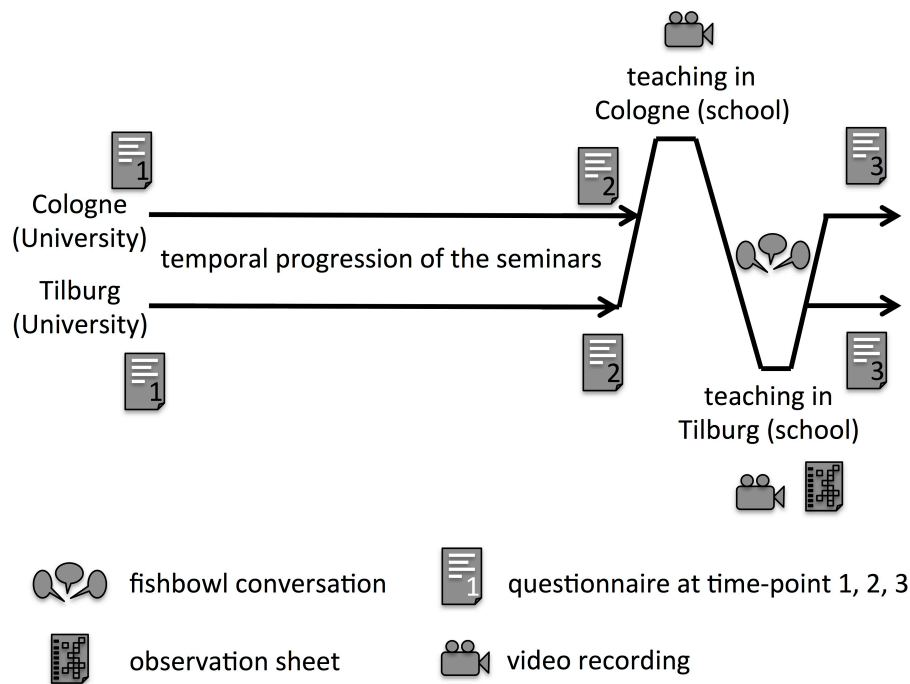 teaching in
Cologne (school)
1
2
3
Cologne
(University)
temporal progression of the seminars
Tilburg
(University)
1
2
3
teaching in
Tilburg (school)
fishbowl conversation
1
questionnaire at time-point 1, 2, 3
observation sheet
video recording